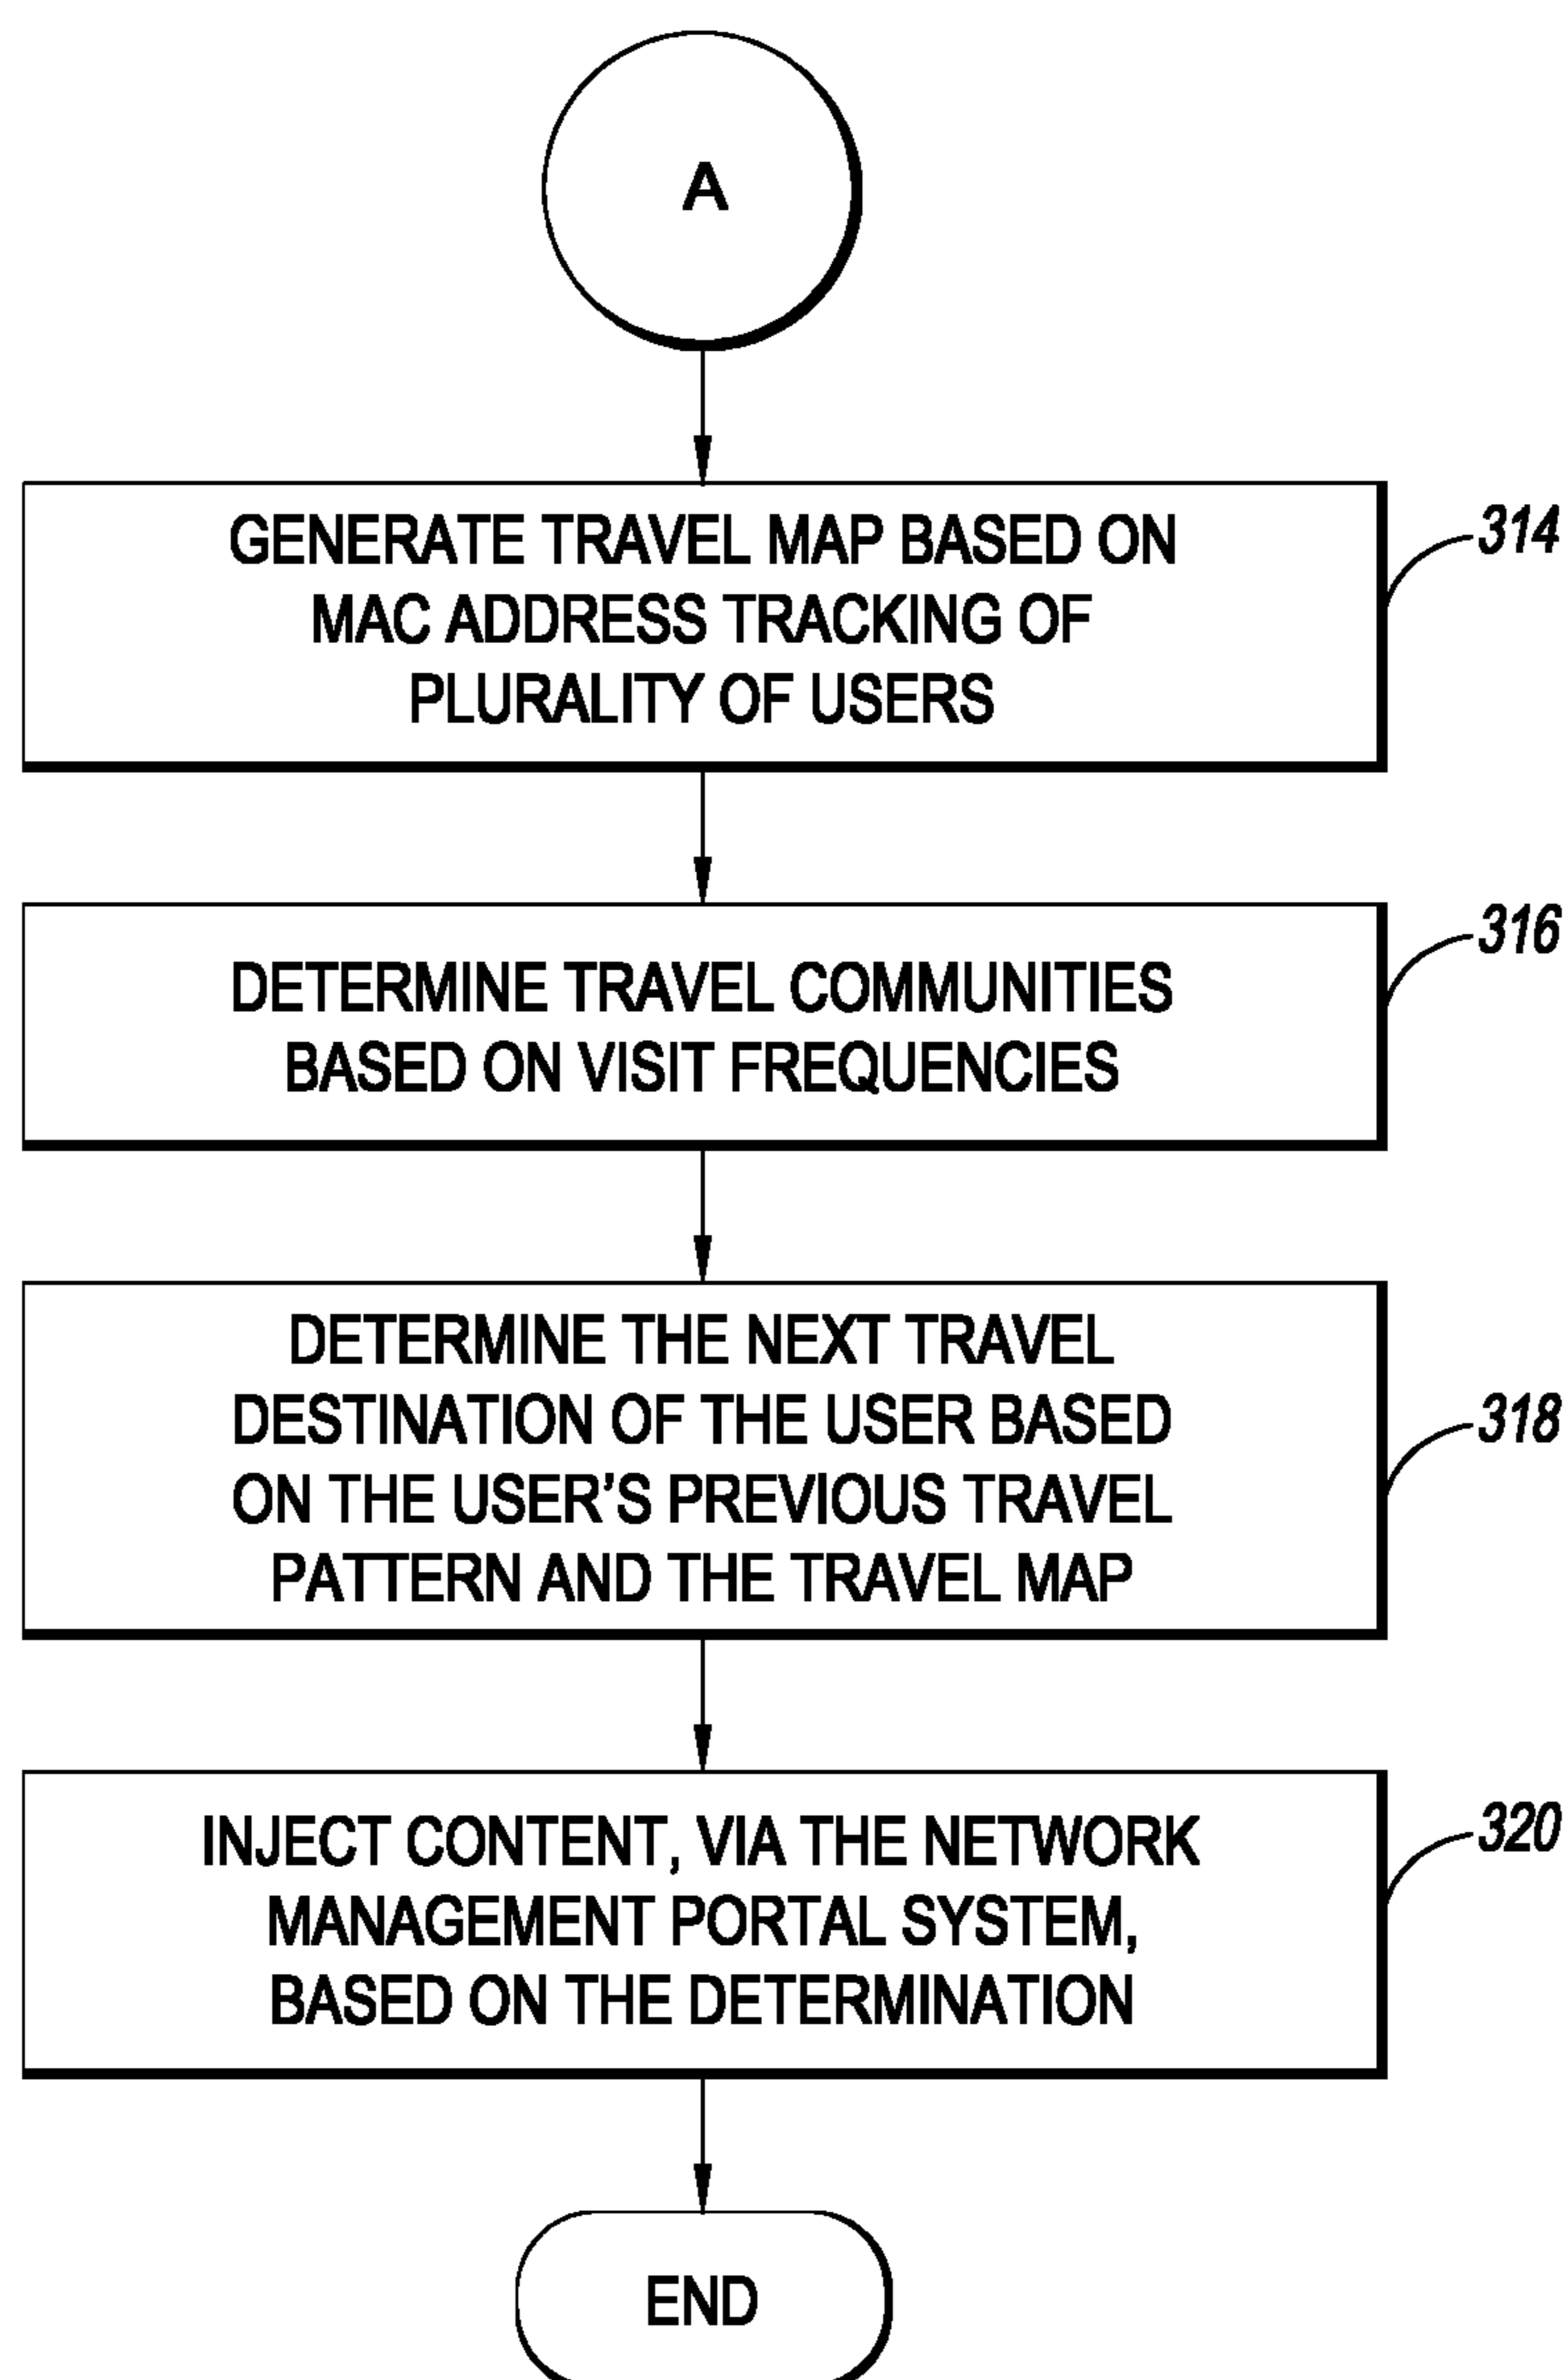 A
GENERATE TRAVEL MAP BASED ON
MAC ADDRESS TRACKING OF
PLURALITY OF USERS
314
DETERMINE TRAVEL COMMUNITIES
BASED ON VISIT FREQUENCIES
316
DETERMINE THE NEXT TRAVEL
DESTINATION OF THE USER BASED
ON THE USER’S PREVIOUS TRAVEL
PATTERN AND THE TRAVEL MAP
318
INJECT CONTENT, VIA THE NETWORK
MANAGEMENT PORTAL SYSTEM,
BASED ON THE DETERMINATION
320
END